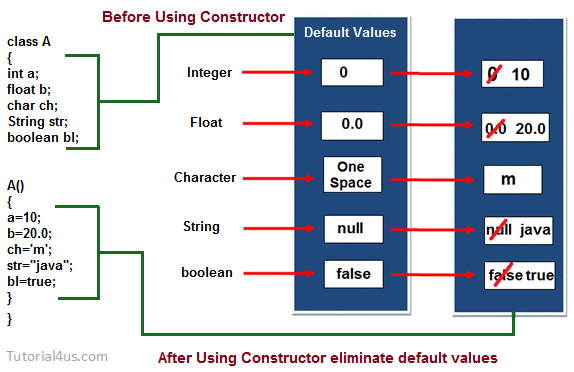 Before Using Constructor
class A
{
int a;
float b;
char ch;
String str;
boolean bl;
A()
{
a=10;
b=20.0;
ch='m';
str="java";
bl=true;
}
}
Default Values
Integer 0 0 10
Float 0.0 0.0 20.0
Character One
Space m
String null null java
boolean false false true
After Using Constructor eliminate default values
Tutorial4us.com